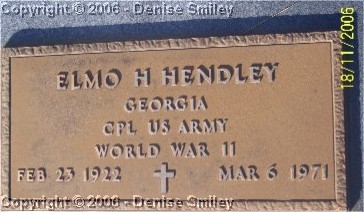 Copyright © 2006 - Denise Smiley
ELMO H HENDLEY
GEORGIA
CPL US ARMY
WORLD WAR II
FEB 23 1922 MAR 6 1971
18/11/2006
Copyright © 2006 - Denise Smiley